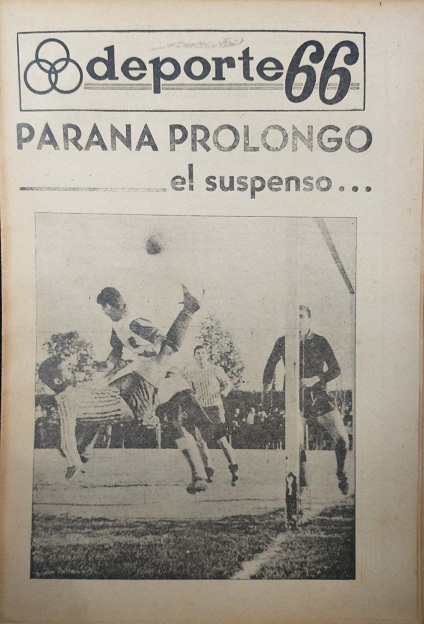 deporte 66
PARANA PROLONGO
el suspenso...